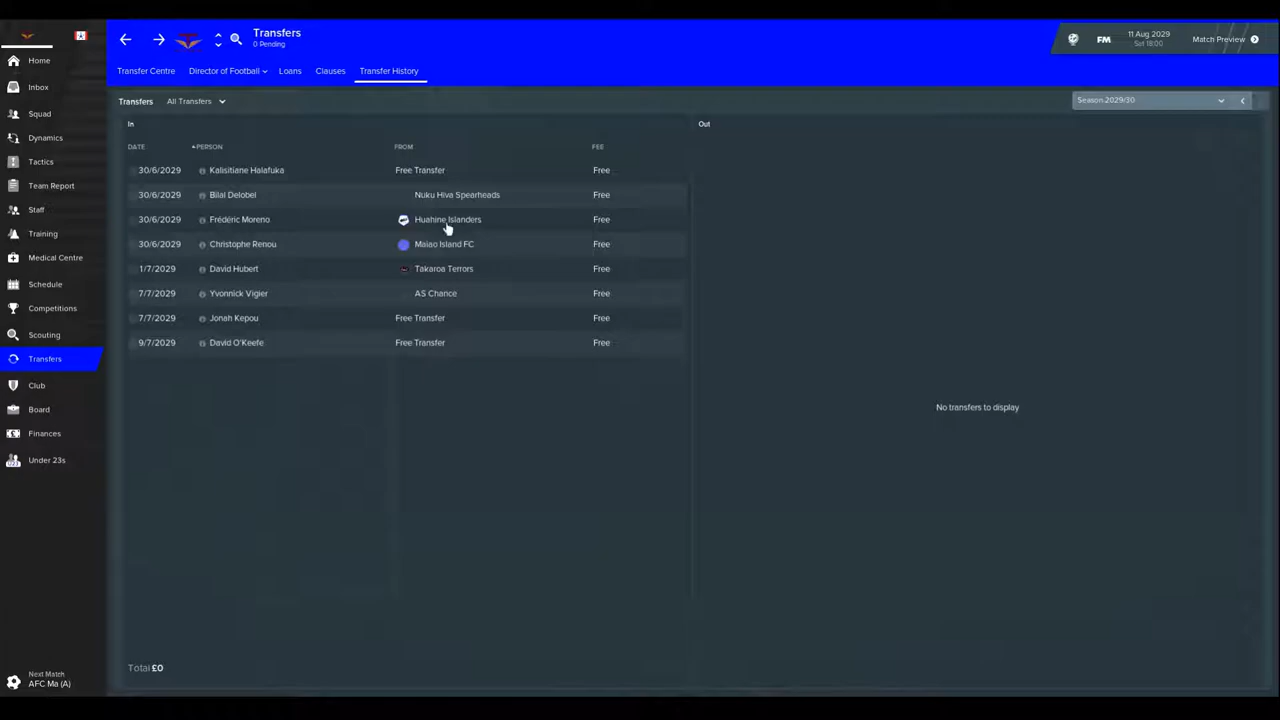 Transfers
0 Pending
FM
11 Aug 2029
Sat 18:00
Match Preview
Transfer Centre
Director of Football
Loans
Clauses
Transfer History
Home
Inbox
Squad
Dynamics
Tactics
Team Report
Staff
Training
Medical Centre
Schedule
Competitions
Scouting
Transfers
Club
Board
Finances
Under 23s
Next Match
AFC Ma (A)
Transfers All Transfers
Season 2029/30
In
Out
DATE PERSON FROM FEE
30/6/2029 Kalisitiane Halafuka Free Transfer Free
30/6/2029 Bilal Delobel Nuku Hiva Spearheads Free
30/6/2029 Frédéric Moreno Huahine Islanders Free
30/6/2029 Christophe Renou Maiao Island FC Free
1/7/2029 David Hubert Takaroa Terrors Free
7/7/2029 Yvonnick Vigier AS Chance Free
7/7/2029 Jonah Kepou Free Transfer Free
9/7/2029 David O'Keefe Free Transfer Free
No transfers to display
Total £0